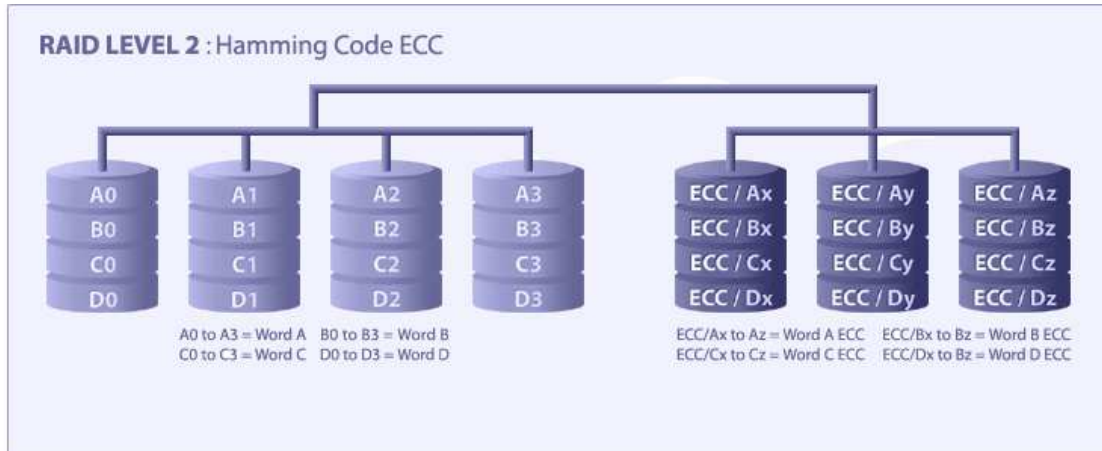 RAID LEVEL 2 : Hamming Code ECC
A0 A1 A2 A3 ECC / Ax ECC / Ay ECC / Az
B0 B1 B2 B3 ECC / Bx ECC / By ECC / Bz
C0 C1 C2 C3 ECC / Cx ECC / Cy ECC / Cz
D0 D1 D2 D3 ECC / Dx ECC / Dy ECC / Dz
A0 to A3 = Word A B0 to B3 = Word B ECC/Ax to Az = Word A ECC ECC/Bx to Bz = Word B ECC
C0 to C3 = Word C D0 to D3 = Word D ECC/Cx to Cz = Word C ECC ECC/Dx to Bz = Word D ECC